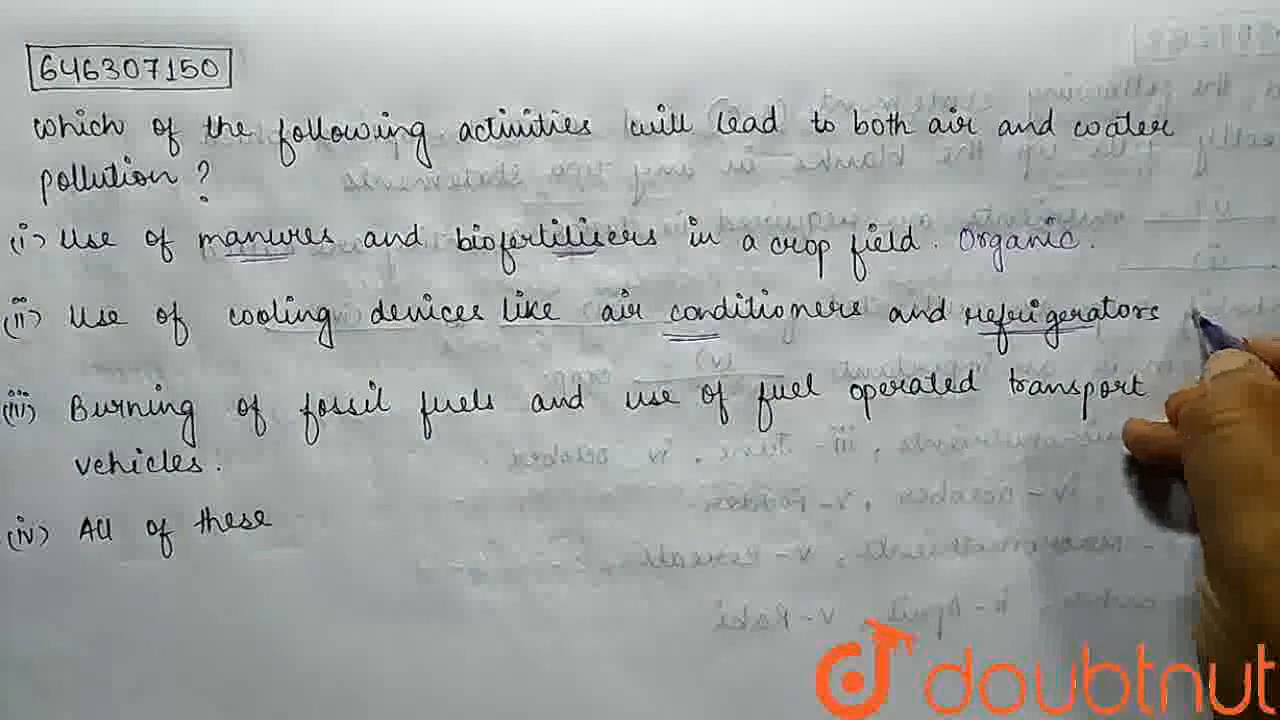 646307150
Which of the following activities will lead to both air and water
pollution ?
(i) Use of manures and biofertilisers in a crop field. Organic.
(ii) Use of cooling devices like air conditioners and refrigerators
(iii) Burning of fossil fuels and use of fuel operated transport
vehicles.
(iv) All of these
doubtnut